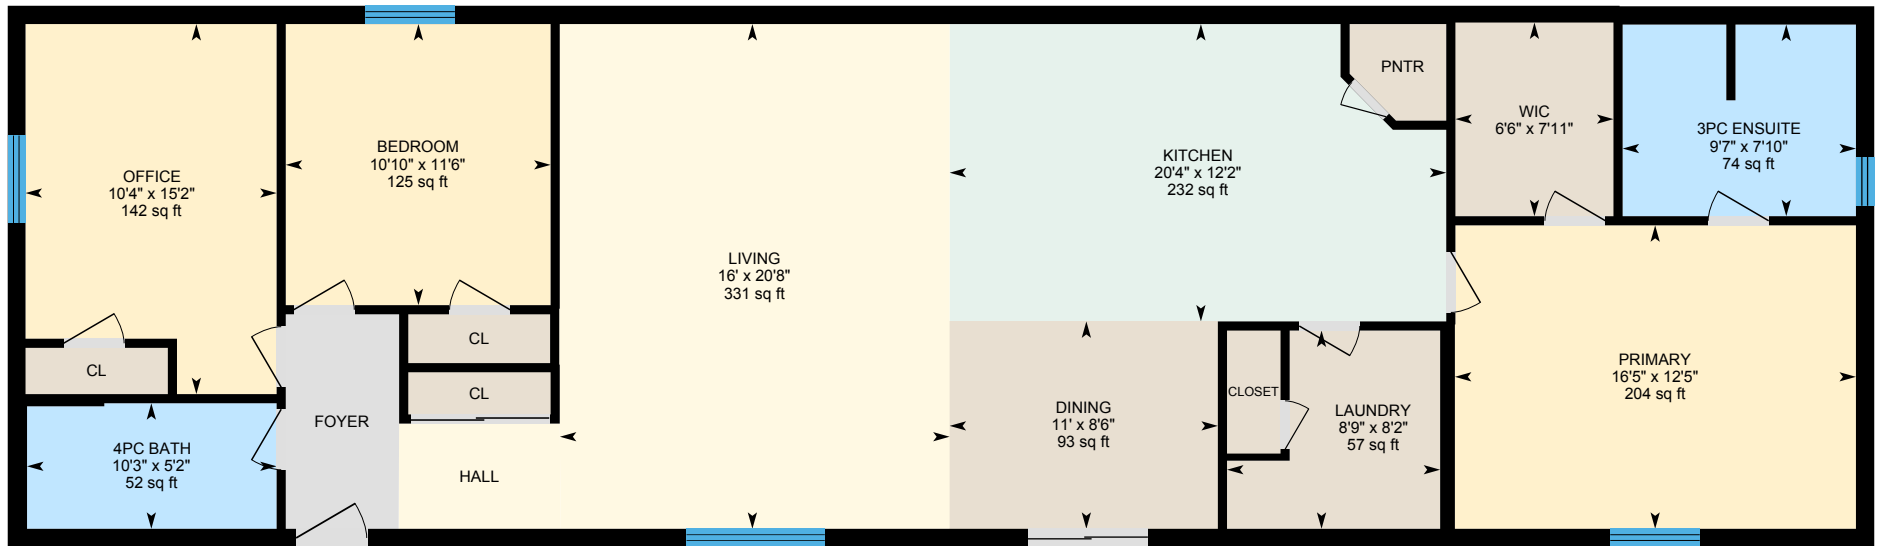 OFFICE
10'4" x 15'2"
142 sq ft
BEDROOM
10'10" x 11'6"
125 sq ft
LIVING
16' x 20'8"
331 sq ft
KITCHEN
20'4" x 12'2"
232 sq ft
PNTR
WIC
6'6" x 7'11"
3PC ENSUITE
9'7" x 7'10"
74 sq ft
CL
CL
CL
FOYER
HALL
4PC BATH
10'3" x 5'2"
52 sq ft
DINING
11' x 8'6"
93 sq ft
CLOSET
LAUNDRY
8'9" x 8'2"
57 sq ft
PRIMARY
16'5" x 12'5"
204 sq ft